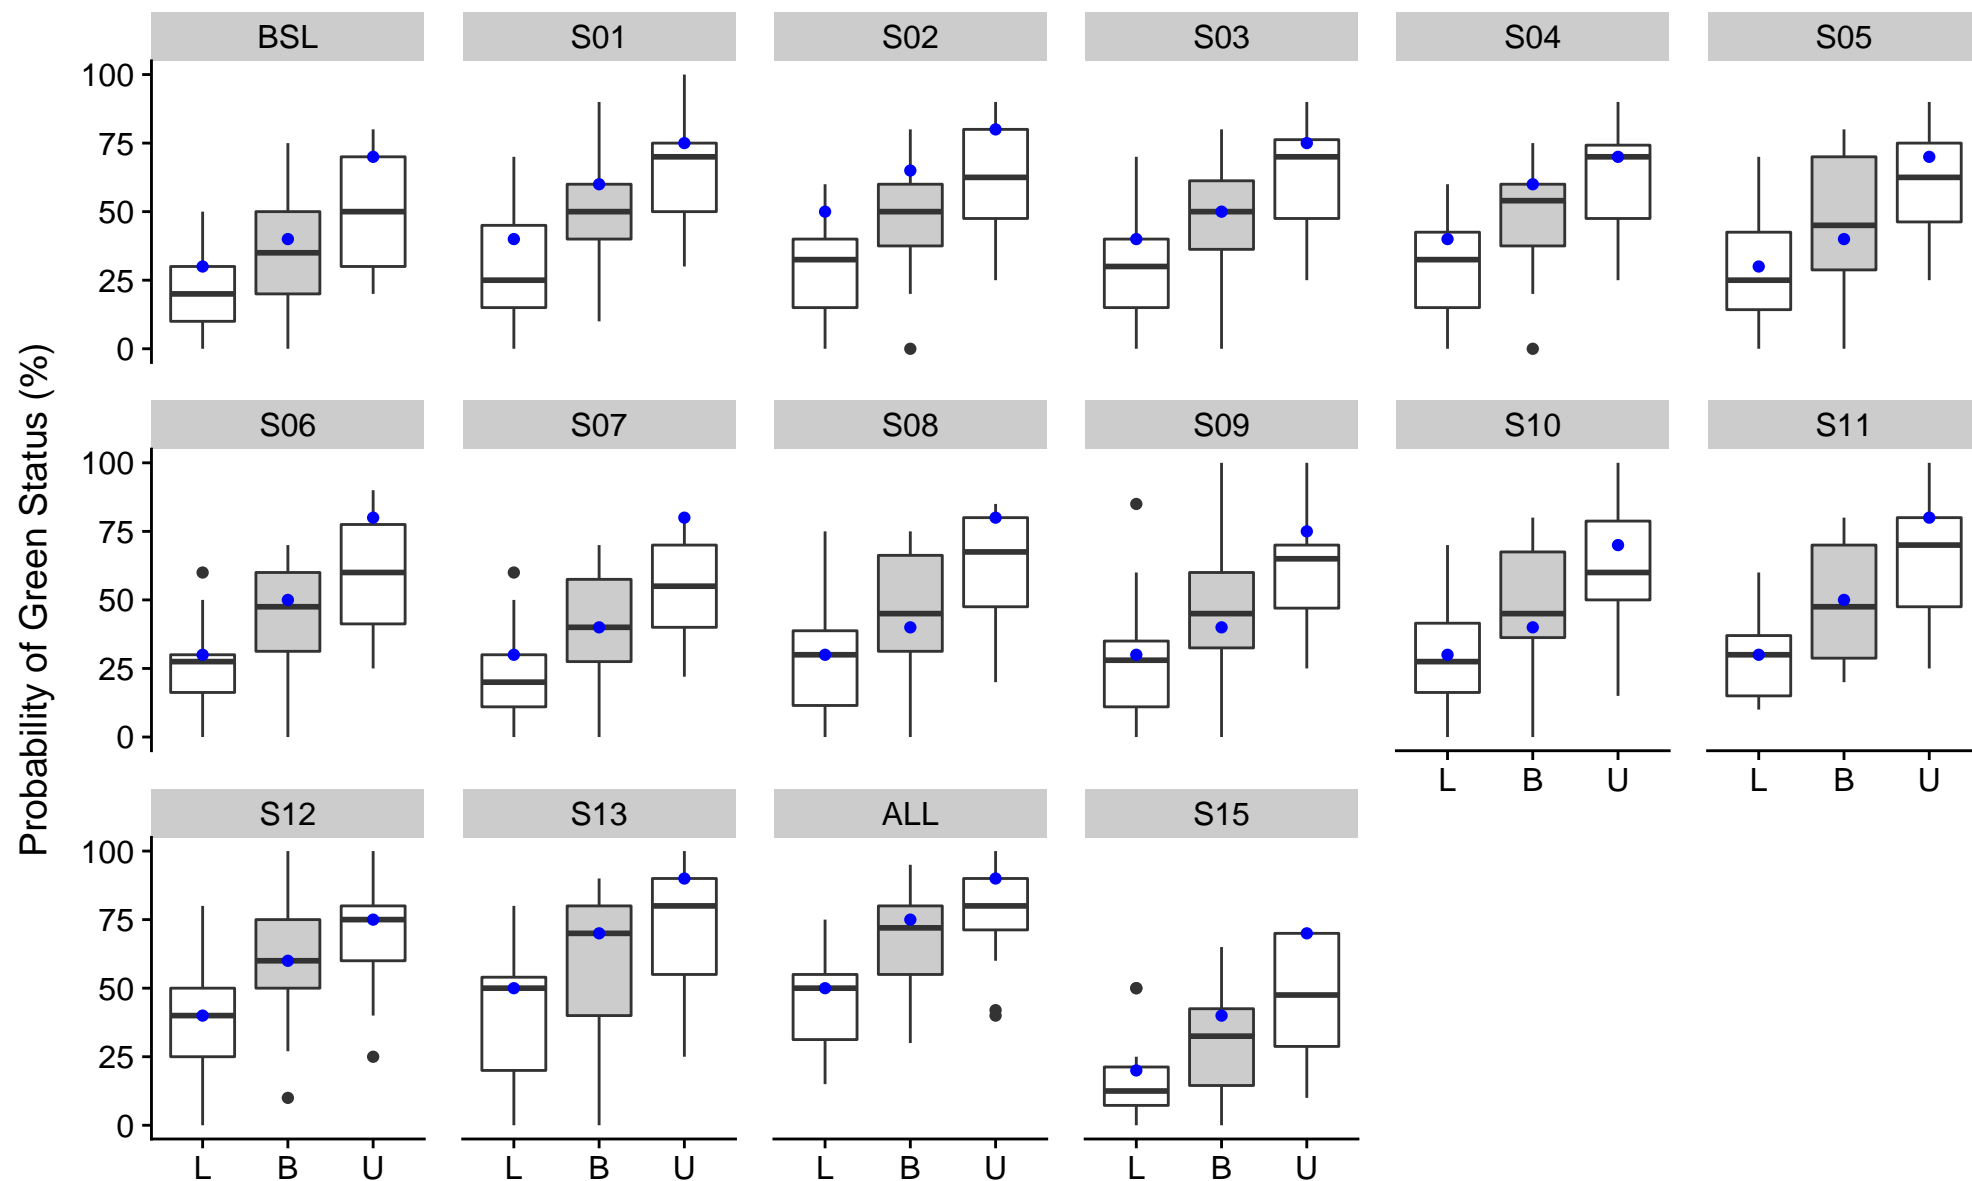 BSL S01 S02 S03 S04 S05
100
75
50
25
0
Probability of Green Status (%)
S06 S07 S08 S09 S10 S11
100
75
50
25
0
L B U L B U
S12 S13 ALL S15
100
75
50
25
0
L B U L B U L B U L B U